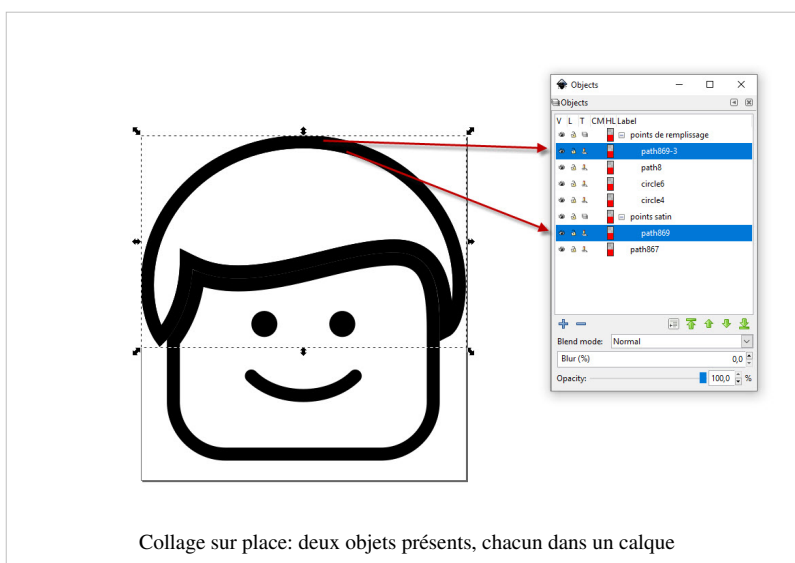 Objects
Objects
V L T CM HL Label
points de remplissage
path869-3
path8
circle6
circle4
points satin
path869
path867
Blend mode: Normal
Blur (%) 0,0
Opacity: 100,0 %
Collage sur place: deux objets présents, chacun dans un calque